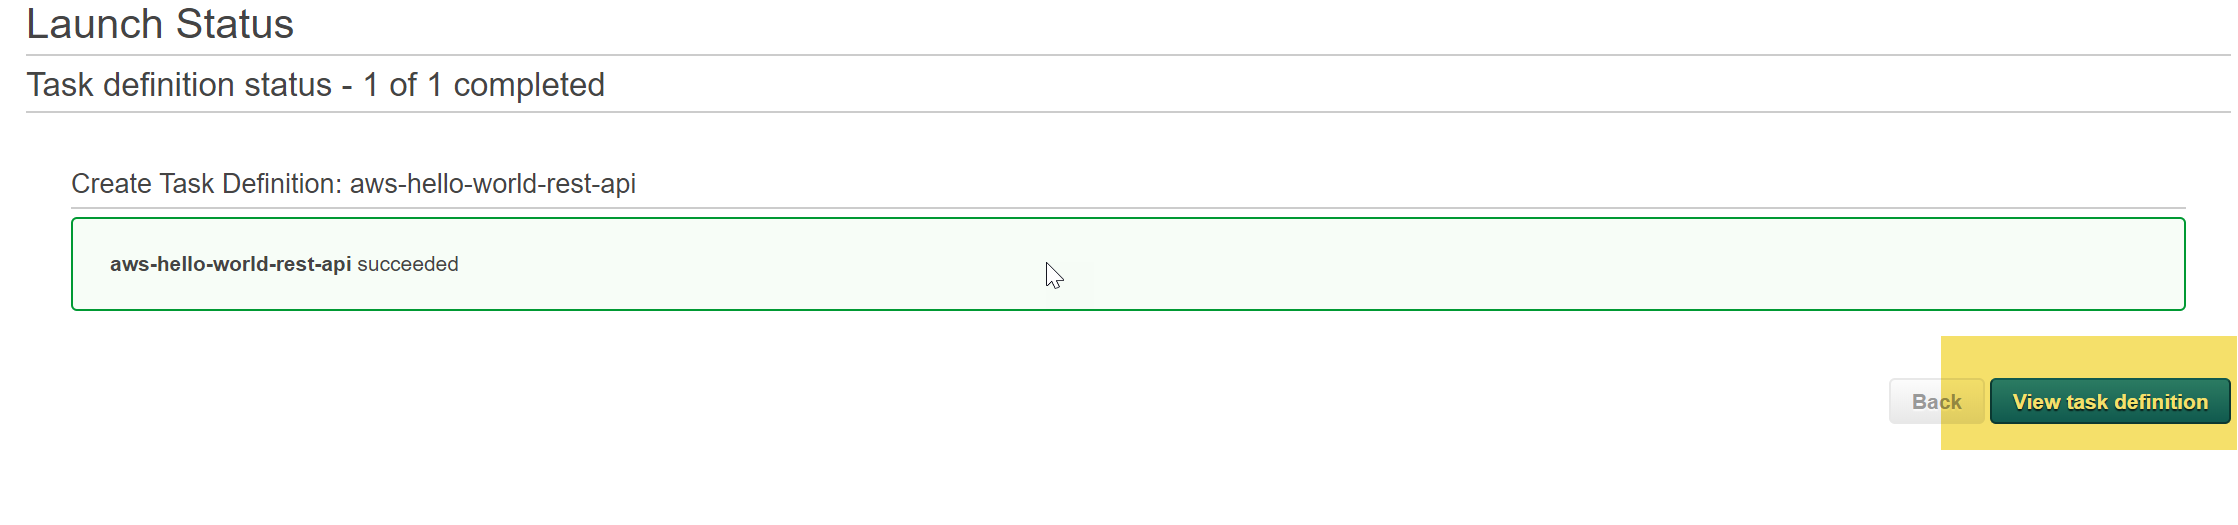 Launch Status
Task definition status - 1 of 1 completed
Create Task Definition: aws-hello-world-rest-api
aws-hello-world-rest-api succeeded
Back View task definition